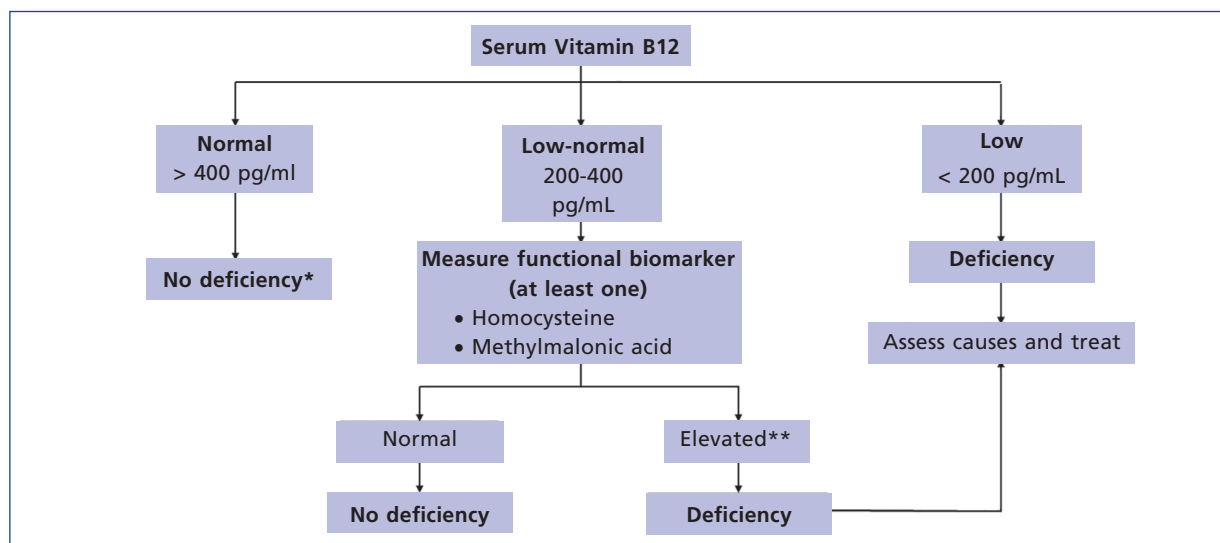 Serum Vitamin B12
Normal
> 400 pg/ml
Low-normal
200-400
pg/mL
Low
< 200 pg/mL
No deficiency*
Measure functional biomarker
(at least one)
• Homocysteine
• Methylmalonic acid
Deficiency
Assess causes and treat
Normal
Elevated**
No deficiency
Deficiency